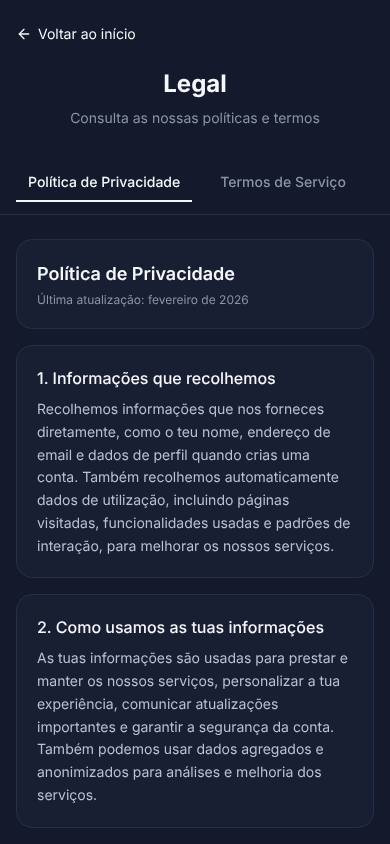 Voltar ao início
Legal
Consulta as nossas políticas e termos
Política de Privacidade
Termos de Serviço
Política de Privacidade
Última atualização: fevereiro de 2026
1. Informações que recolhemos
Recolhemos informações que nos forneces
diretamente, como o teu nome, endereço de
email e dados de perfil quando crias uma
conta. Também recolhemos automaticamente
dados de utilização, incluindo páginas
visitadas, funcionalidades usadas e padrões de
interação, para melhorar os nossos serviços.
2. Como usamos as tuas informações
As tuas informações são usadas para prestar e
manter os nossos serviços, personalizar a tua
experiência, comunicar atualizações
importantes e garantir a segurança da conta.
Também podemos usar dados agregados e
anonimizados para análises e melhoria dos
serviços.